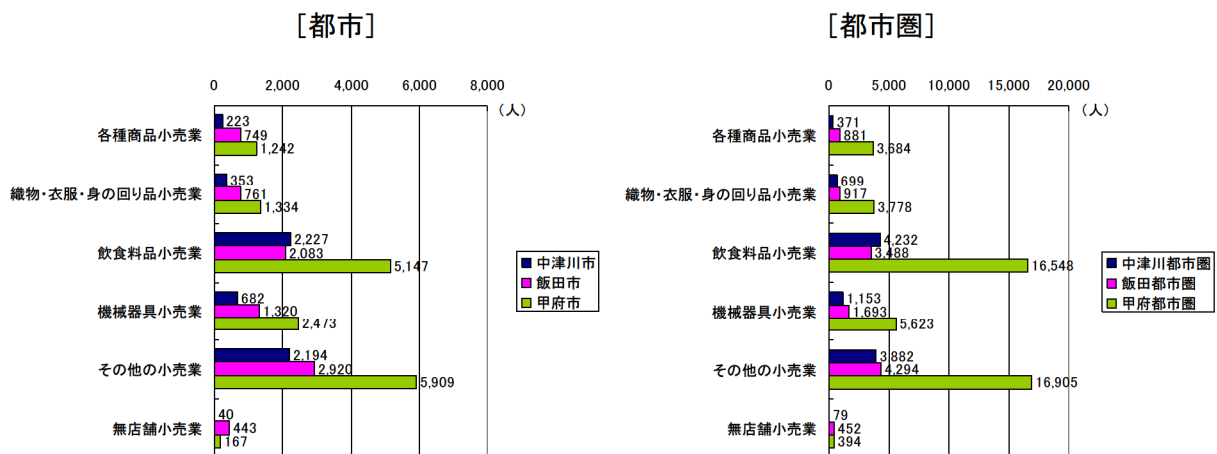 [都市]
0 2,000 4,000 6,000 8,000
(人)
各種商品小売業
223
749
1,242
織物・衣服・身の回り品小売業
353
761
1,334
飲食料品小売業
2,227
2,083
5,147
機械器具小売業
682
1,320
2,473
その他の小売業
2,194
2,920
5,909
無店舗小売業
40
443
167
中津川市
飯田市
甲府市
[都市圏]
0 5,000 10,000 15,000 20,000
(人)
各種商品小売業
371
881
3,684
織物・衣服・身の回り品小売業
699
917
3,778
飲食料品小売業
4,232
3,488
16,548
機械器具小売業
1,153
1,693
5,623
その他の小売業
3,882
4,294
16,905
無店舗小売業
79
452
394
中津川都市圏
飯田都市圏
甲府都市圏